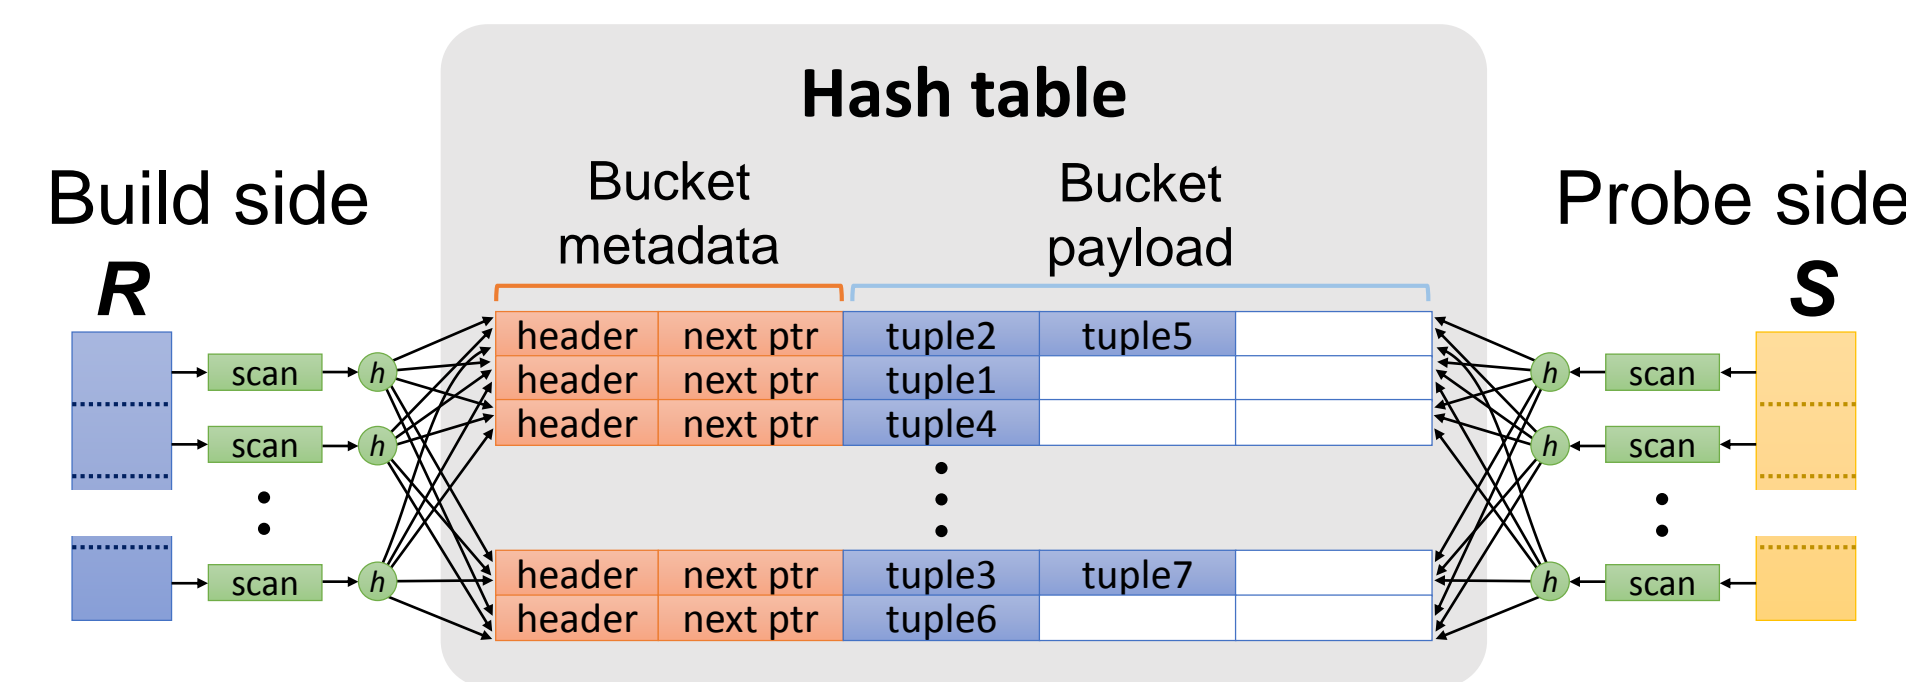 Hash table
Build side
R
Bucket
metadata
Bucket
payload
Probe side
S
scan h header next ptr tuple2 tuple5 h scan
header next ptr tuple1
header next ptr tuple4
scan h h scan
scan h header next ptr tuple3 tuple7 h scan
header next ptr tuple6